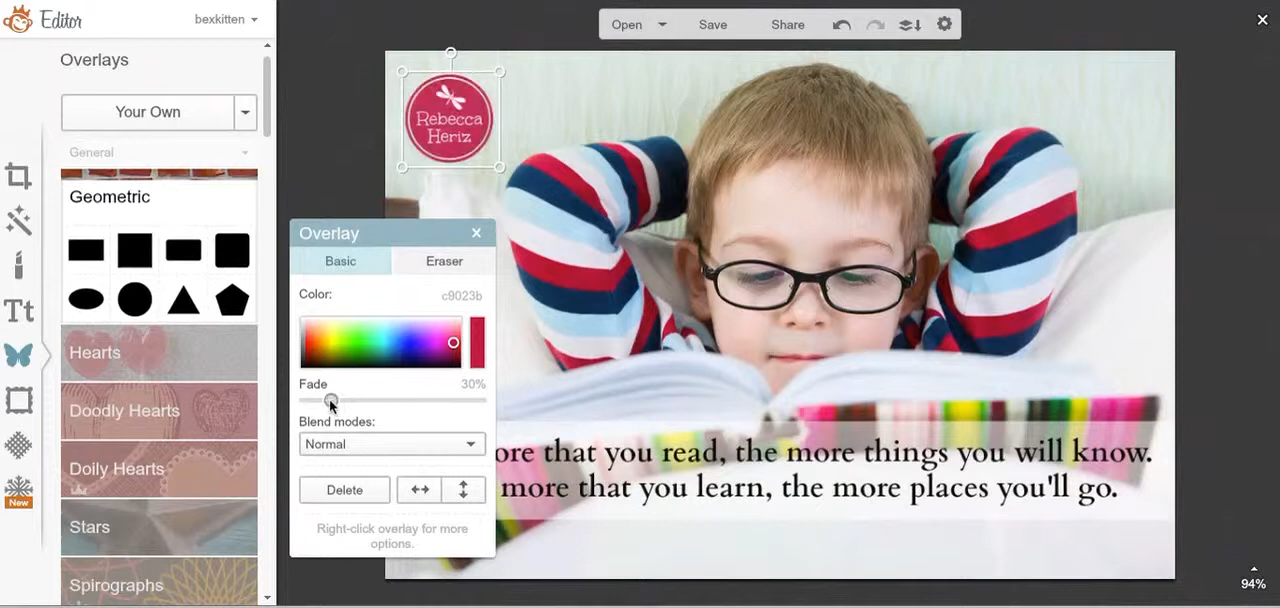 Editor
bexkitten
Open
Save
Share
Overlays
Your Own
General
Geometric
Hearts
Doodly Hearts
Doily Hearts
Stars
Spirographs
Tt
New
Rebecca
Heriz
Overlay
Basic
Eraser
Color:
c9023b
Fade
30%
Blend modes:
Normal
Delete
Right-click overlay for more
options.
ore that you read, the more things you will know.
more that you learn, the more places you'll go.
94%